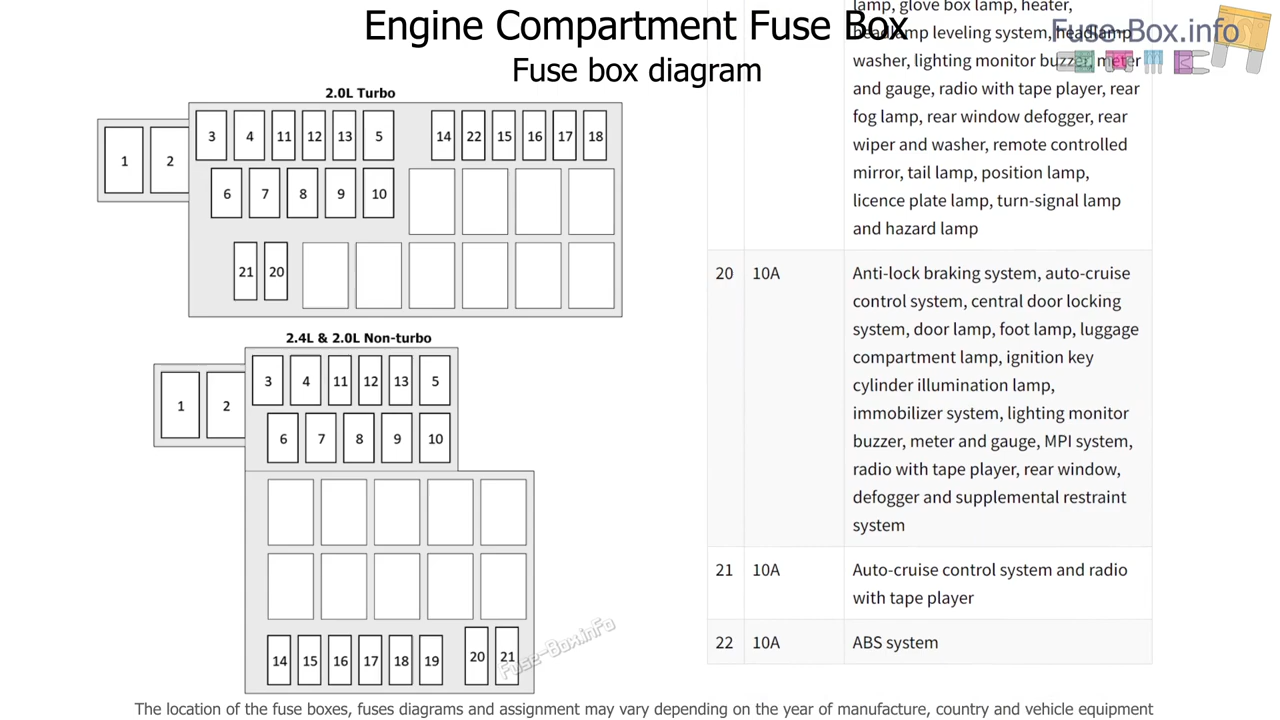 Engine Compartment Fuse Box
Fuse box diagram
Fuse-Box.info
2.0L Turbo
1 2 3 4 11 12 13 5 14 22 15 16 17 18
6 7 8 9 10
21 20
2.4L & 2.0L Non-turbo
1 2 3 4 11 12 13 5
6 7 8 9 10
14 15 16 17 18 19 20 21
Fuse-Box.info
lamp, glove box lamp, heater,
headlamp leveling system, headlamp
washer, lighting monitor buzzer, meter
and gauge, radio with tape player, rear
fog lamp, rear window defogger, rear
wiper and washer, remote controlled
mirror, tail lamp, position lamp,
licence plate lamp, turn-signal lamp
and hazard lamp
20 10A Anti-lock braking system, auto-cruise
control system, central door locking
system, door lamp, foot lamp, luggage
compartment lamp, ignition key
cylinder illumination lamp,
immobilizer system, lighting monitor
buzzer, meter and gauge, MPI system,
radio with tape player, rear window,
defogger and supplemental restraint
system
21 10A Auto-cruise control system and radio
with tape player
22 10A ABS system
The location of the fuse boxes, fuses diagrams and assignment may vary depending on the year of manufacture, country and vehicle equipment